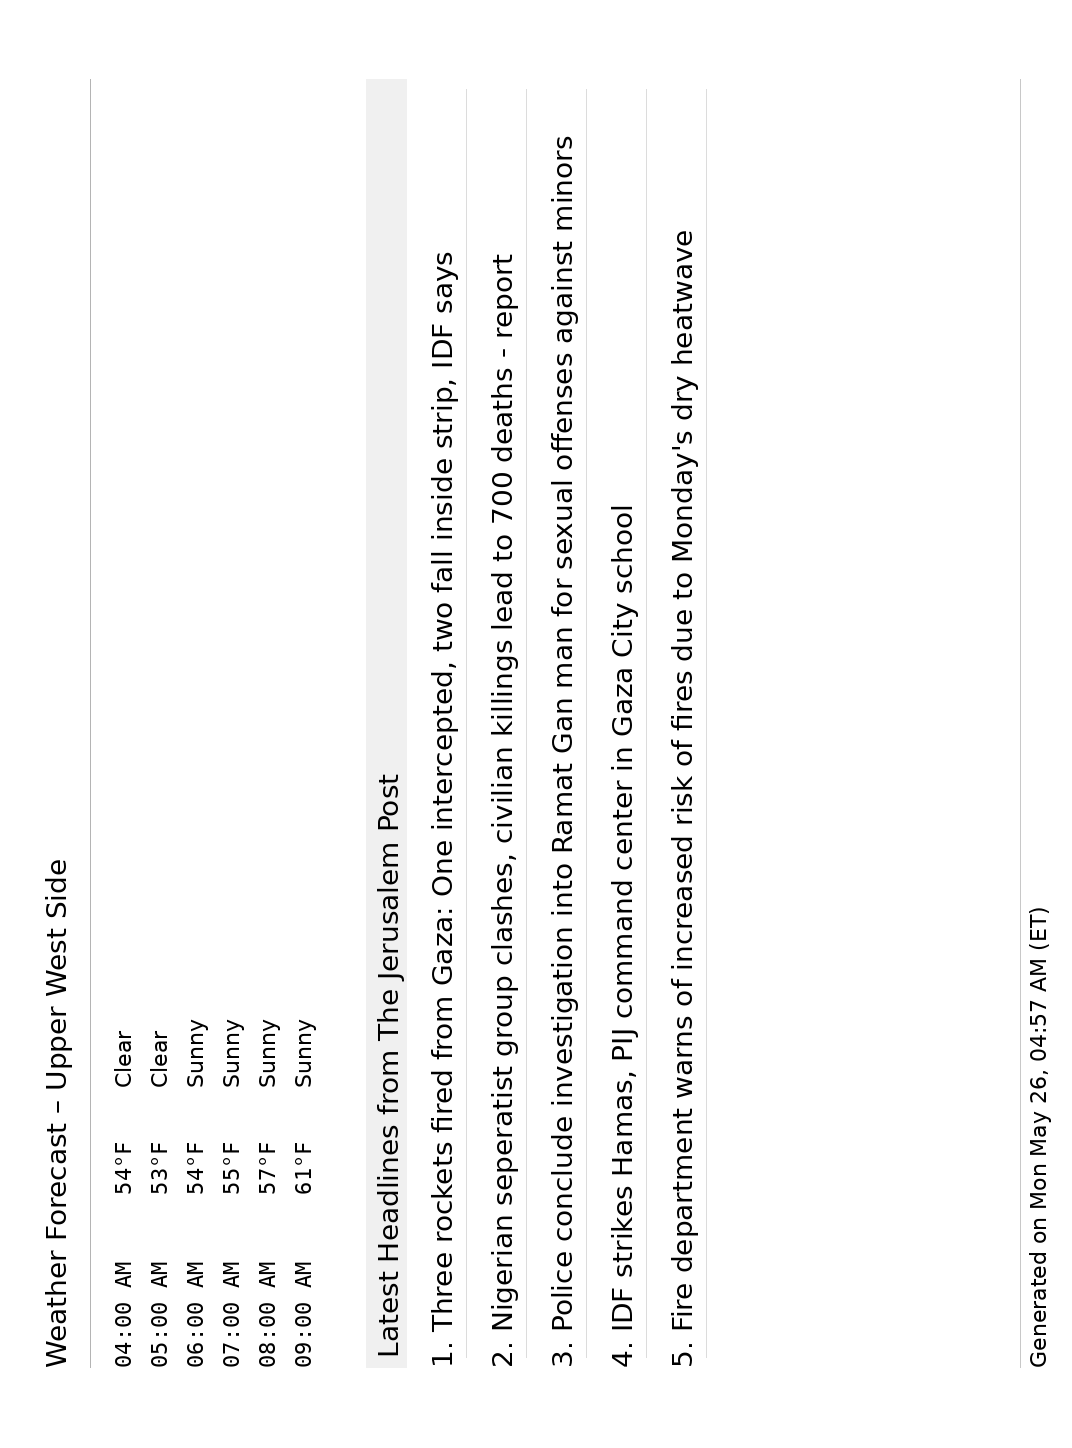 Weather Forecast – Upper West Side
04:00 AM 54°F Clear
05:00 AM 53°F Clear
06:00 AM 54°F Sunny
07:00 AM 55°F Sunny
08:00 AM 57°F Sunny
09:00 AM 61°F Sunny
Latest Headlines from The Jerusalem Post
1. Three rockets fired from Gaza: One intercepted, two fall inside strip, IDF says
2. Nigerian seperatist group clashes, civilian killings lead to 700 deaths - report
3. Police conclude investigation into Ramat Gan man for sexual offenses against minors
4. IDF strikes Hamas, PIJ command center in Gaza City school
5. Fire department warns of increased risk of fires due to Monday's dry heatwave
Generated on Mon May 26, 04:57 AM (ET)